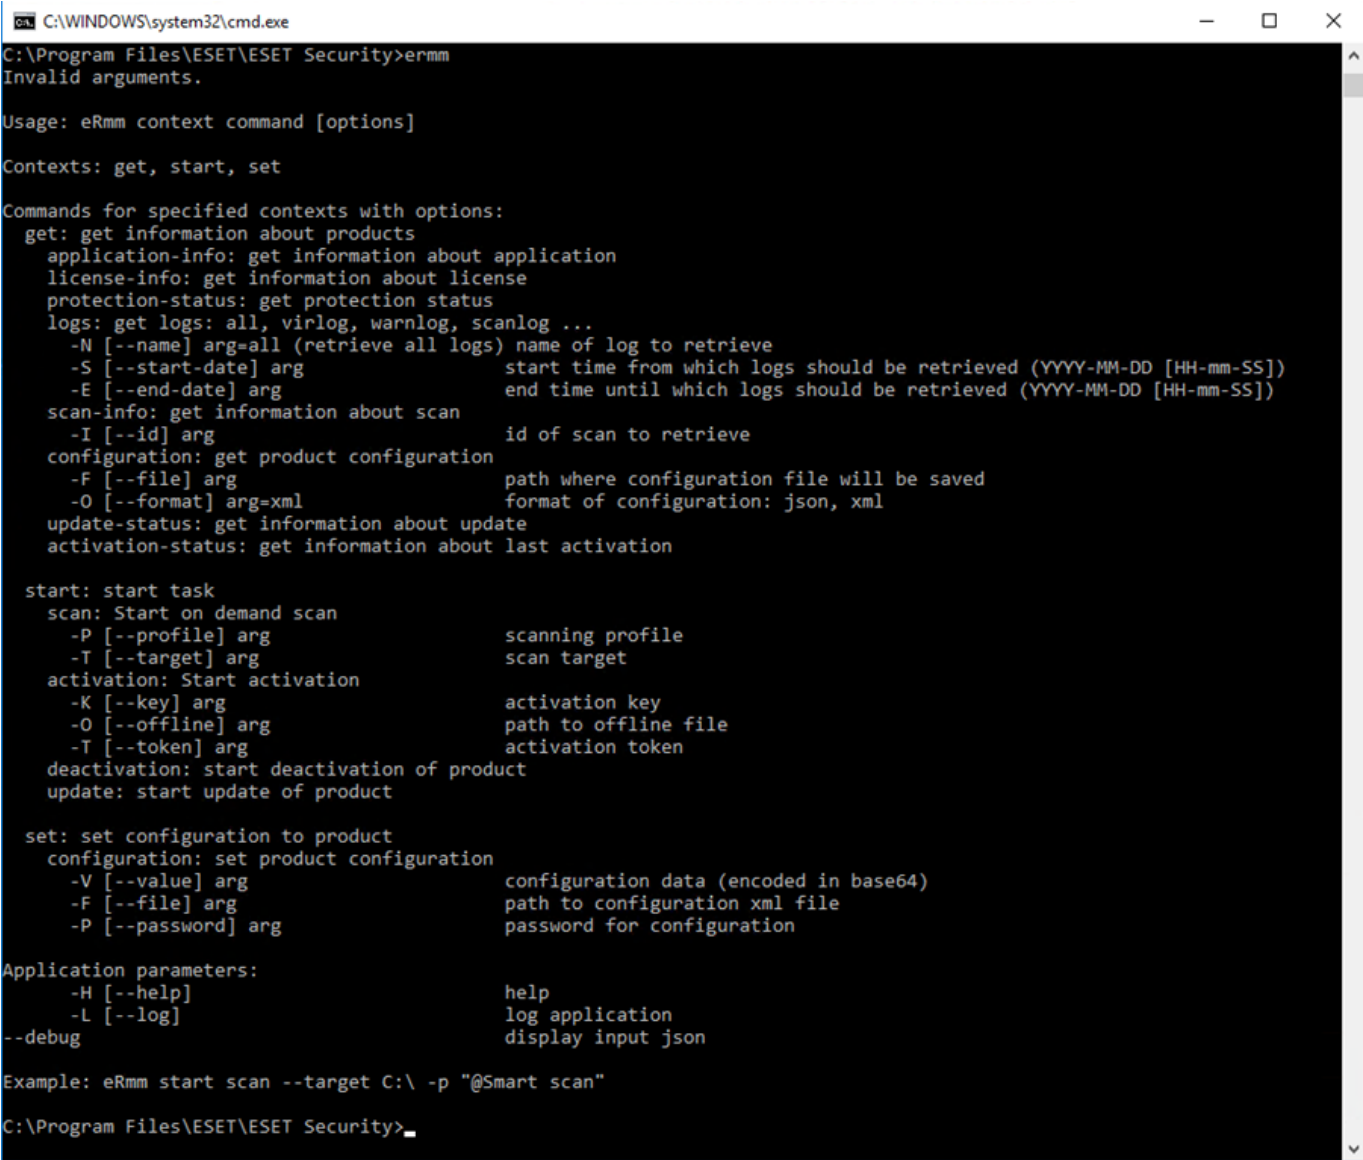 C:\WINDOWS\system32\cmd.exe
C:\Program Files\ESET\ESET Security>ermm
Invalid arguments.
Usage: eRmm context command [options]
Contexts: get, start, set
Commands for specified contexts with options:
get: get information about products
application-info: get information about application
license-info: get information about license
protection-status: get protection status
logs: get logs: all, virlog, warnlog, scanlog ...
-N [--name] arg=all (retrieve all logs) name of log to retrieve
-S [--start-date] arg start time from which logs should be retrieved (YYYY-MM-DD [HH-mm-SS])
-E [--end-date] arg end time until which logs should be retrieved (YYYY-MM-DD [HH-mm-SS])
scan-info: get information about scan
-I [--id] arg id of scan to retrieve
configuration: get product configuration
-F [--file] arg path where configuration file will be saved
-O [--format] arg=xml format of configuration: json, xml
update-status: get information about update
activation-status: get information about last activation
start: start task
scan: Start on demand scan
-P [--profile] arg scanning profile
-T [--target] arg scan target
activation: Start activation
-K [--key] arg activation key
-O [--offline] arg path to offline file
-T [--token] arg activation token
deactivation: start deactivation of product
update: start update of product
set: set configuration to product
configuration: set product configuration
-V [--value] arg configuration data (encoded in base64)
-F [--file] arg path to configuration xml file
-P [--password] arg password for configuration
Application parameters:
-H [--help] help
-L [--log] log application
--debug display input json
Example: eRmm start scan --target C:\ -p "@Smart scan"
C:\Program Files\ESET\ESET Security>